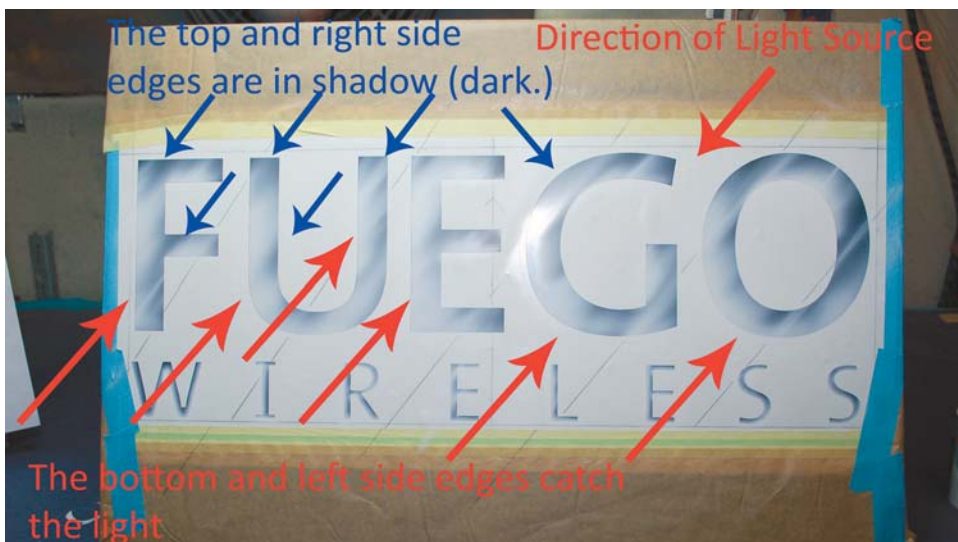 The top and right side
edges are in shadow (dark.)
Direction of Light Source
FUEGO
WIRELESS
The bottom and left side edges catch
the light